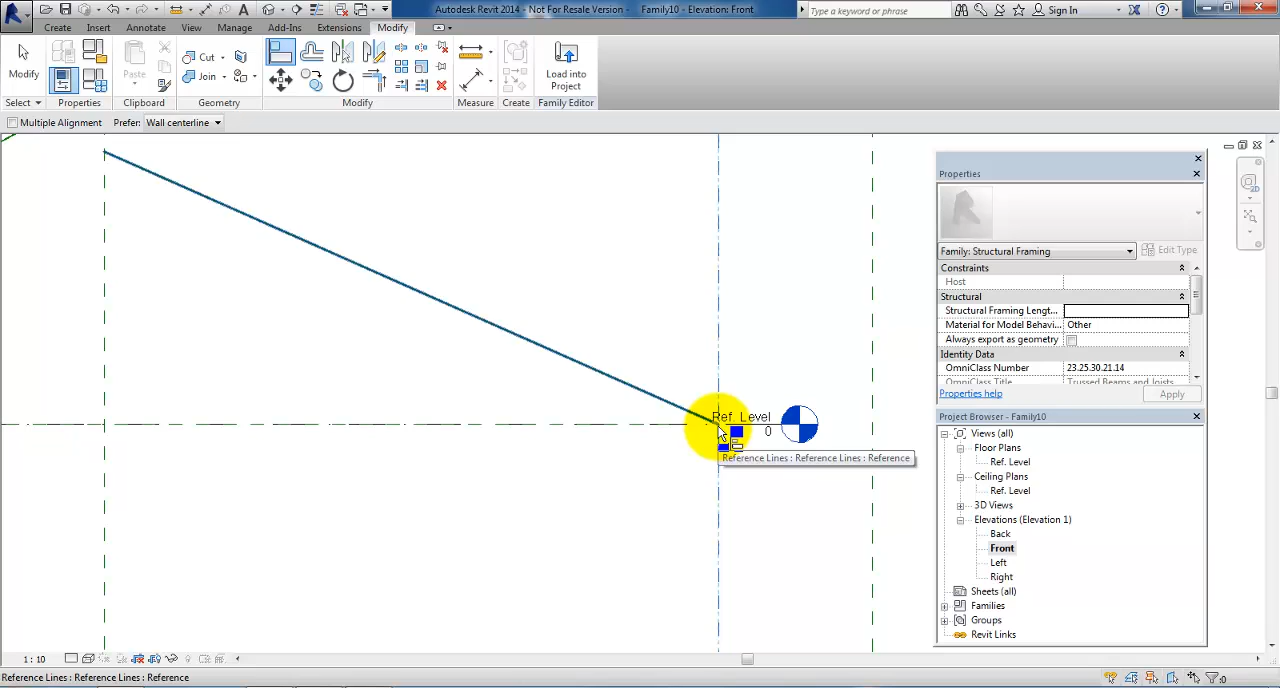 Autodesk Revit 2014 - Not For Resale Version - Family10 - Elevation: Front
Type a keyword or phrase
Sign In
Create Insert Annotate View Manage Add-Ins Extensions Modify
Modify
Paste
Cut
Join
Load into
Project
Select Properties Clipboard Geometry Modify Measure Create Family Editor
Multiple Alignment Prefer: Wall centerline
Properties
Family: Structural Framing
Edit Type
Constraints
Host
Structural
Structural Framing Lengt...
Material for Model Behavi... Other
Always export as geometry
Identity Data
OmniClass Number 23.25.30.21.14
OmniClass Title Trussed Beams and Joists
Properties help
Apply
Ref. Level
0
Reference Lines : Reference Lines : Reference
Project Browser - Family10
Views (all)
Floor Plans
Ref. Level
Ceiling Plans
Ref. Level
3D Views
Elevations (Elevation 1)
Back
Front
Left
Right
Sheets (all)
Families
Groups
Revit Links
1 : 10
Reference Lines : Reference Lines : Reference
:0